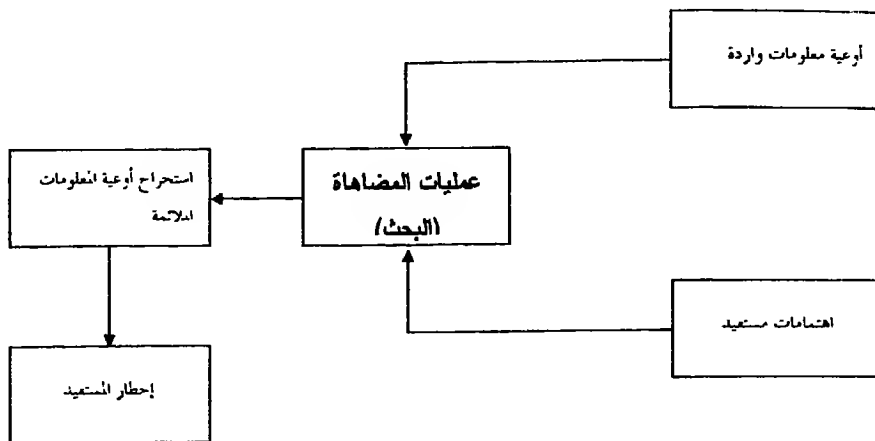 أوعية معلومات واردة
عمليات المضاهاة
(البحث)
استخراج أوعية المعلومات
الملائمة
اهتمامات مستفيد
إخطار المستفيد